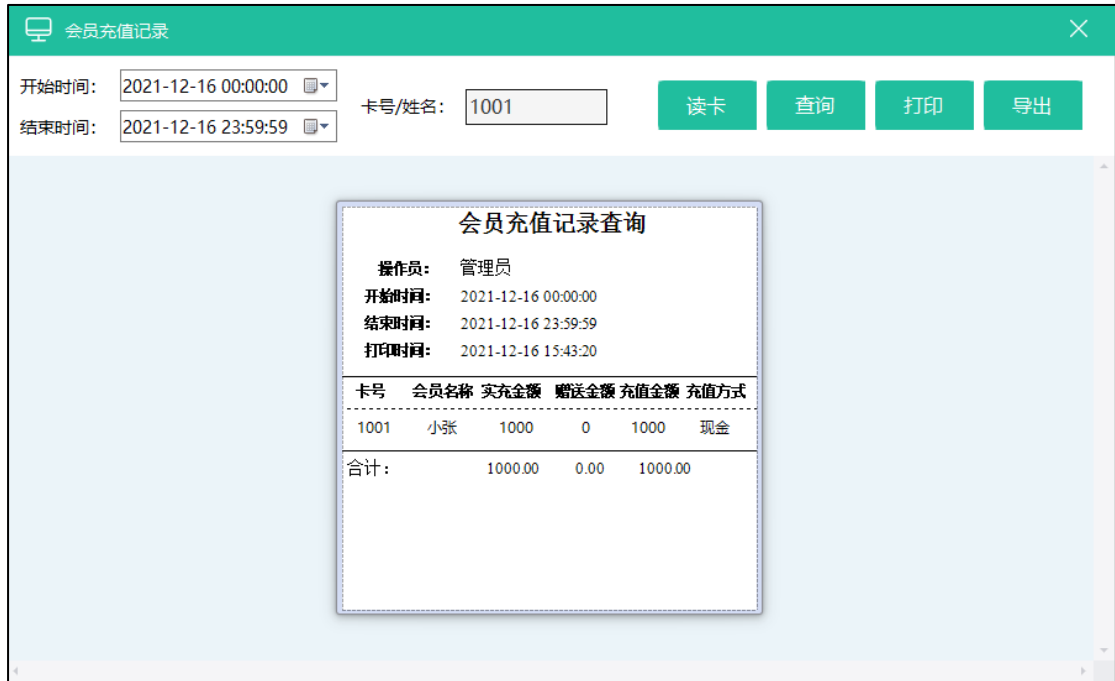 会员充值记录
开始时间： 2021-12-16 00:00:00
结束时间： 2021-12-16 23:59:59
卡号/姓名： 1001
读卡 查询 打印 导出
会员充值记录查询
操作员： 管理员
开始时间： 2021-12-16 00:00:00
结束时间： 2021-12-16 23:59:59
打印时间： 2021-12-16 15:43:20
卡号 会员名称 实充金额 赠送金额 充值金额 充值方式
1001 小张 1000 0 1000 现金
合计： 1000.00 0.00 1000.00